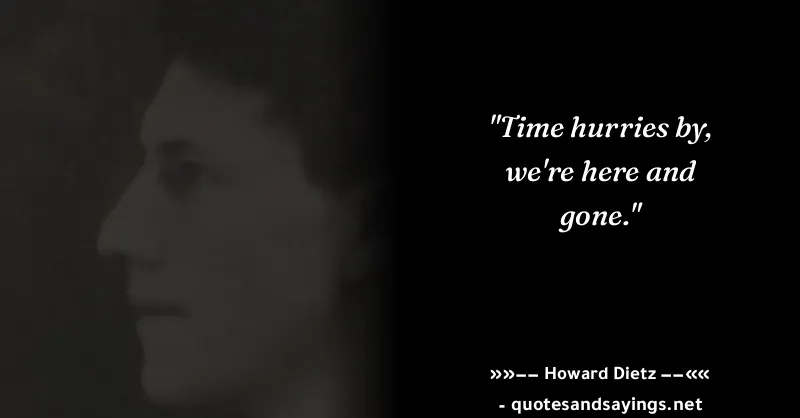 "Time hurries by,
we're here and
gone."
»»–– Howard Dietz ––««
- quotesandsayings.net